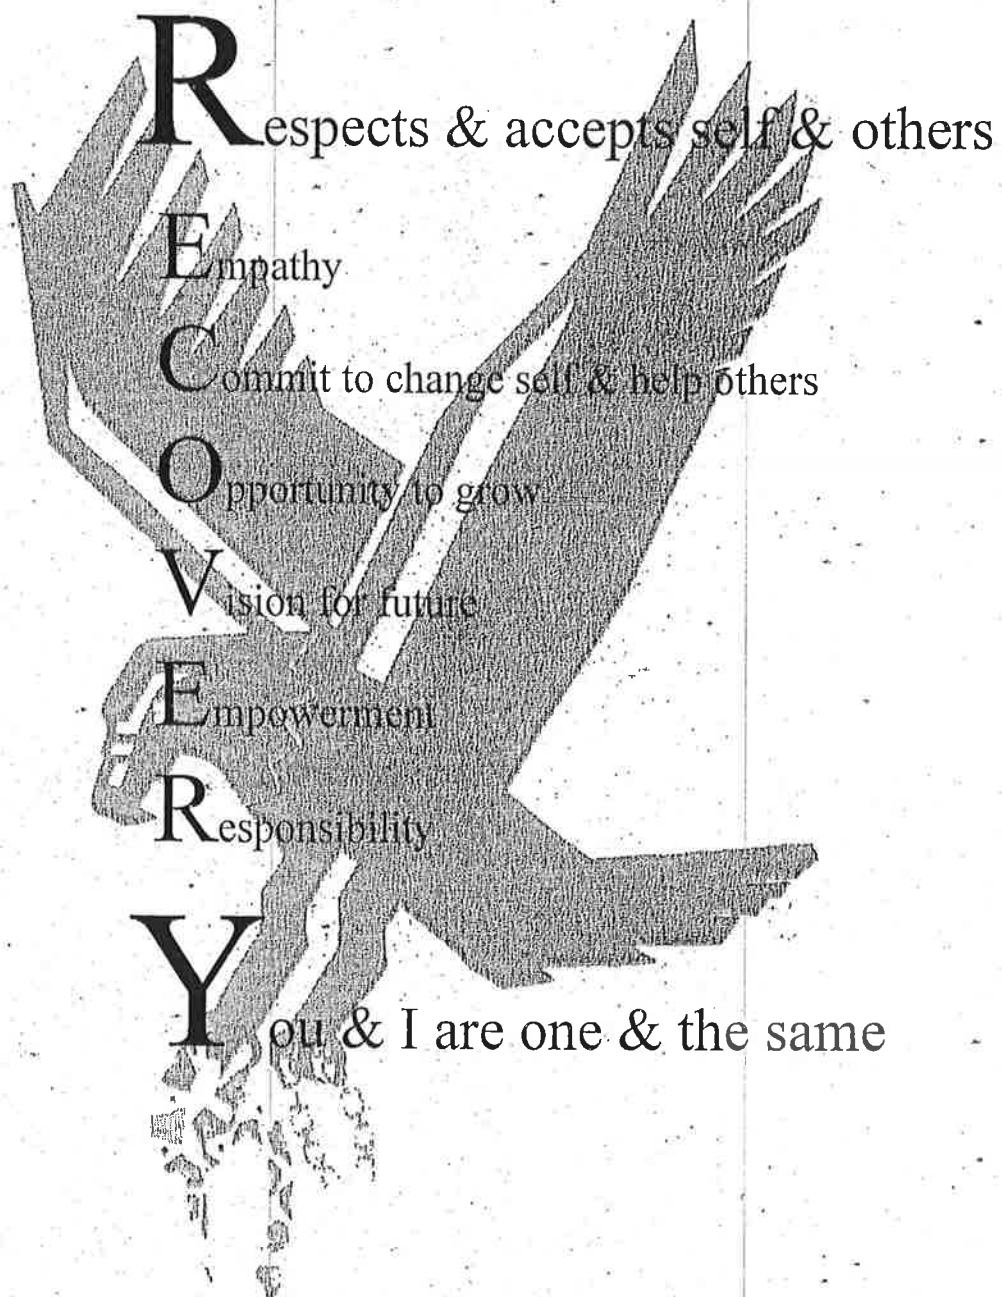 Respects & accepts self & others
Empathy
Commit to change self & help others
Opportunity to grow
Vision for future
Empowerment
Responsibility
You & I are one & the same